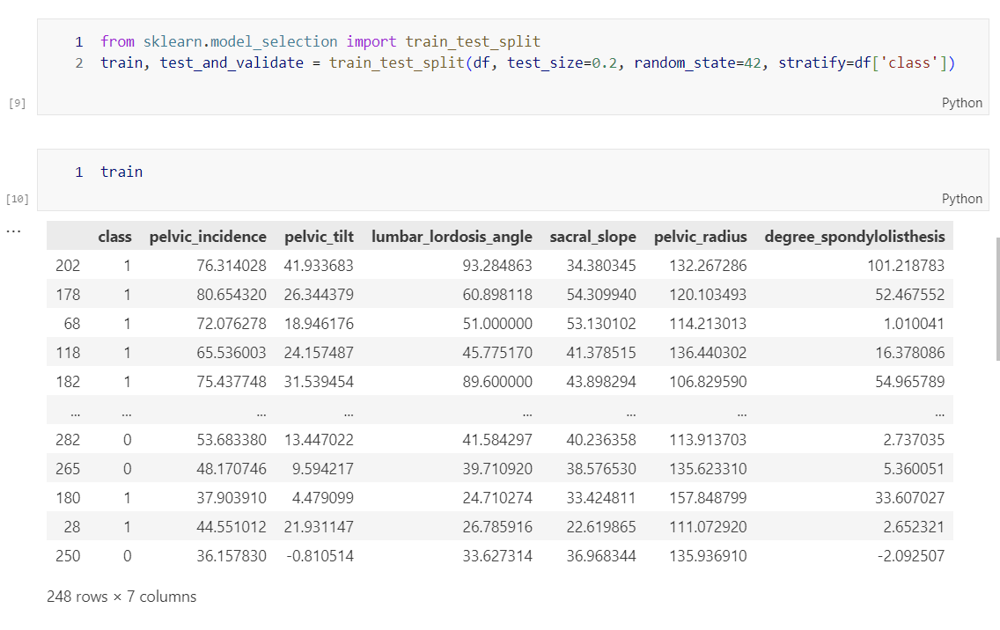 1 from sklearn.model_selection import train_test_split
2 train, test_and_validate = train_test_split(df, test_size=0.2, random_state=42, stratify=df['class'])
[9]
Python
1 train
[10]
Python
...
class pelvic_incidence pelvic_tilt lumbar_lordosis_angle sacral_slope pelvic_radius degree_spondylolisthesis
202 1 76.314028 41.933683 93.284863 34.380345 132.267286 101.218783
178 1 80.654320 26.344379 60.898118 54.309940 120.103493 52.467552
68 1 72.076278 18.946176 51.000000 53.130102 114.213013 1.010041
118 1 65.536003 24.157487 45.775170 41.378515 136.440302 16.378086
182 1 75.437748 31.539454 89.600000 43.898294 106.829590 54.965789
... ... ... ... ... ... ... ...
282 0 53.683380 13.447022 41.584297 40.236358 113.913703 2.737035
265 0 48.170746 9.594217 39.710920 38.576530 135.623310 5.360051
180 1 37.903910 4.479099 24.710274 33.424811 157.848799 33.607027
28 1 44.551012 21.931147 26.785916 22.619865 111.072920 2.652321
250 0 36.157830 -0.810514 33.627314 36.968344 135.936910 -2.092507
248 rows × 7 columns